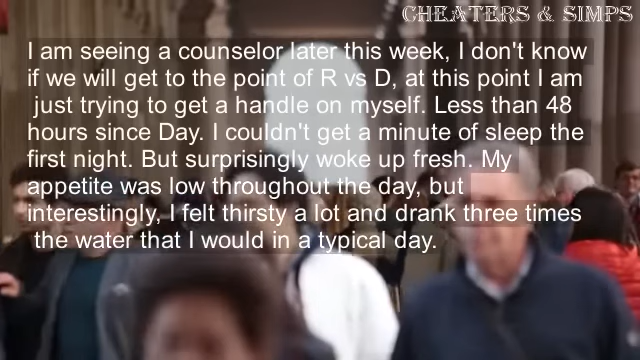 CHEATERS & SIMPS
I am seeing a counselor later this week, I don't know
if we will get to the point of R vs D, at this point I am
just trying to get a handle on myself. Less than 48
hours since Day. I couldn't get a minute of sleep the
first night. But surprisingly woke up fresh. My
appetite was low throughout the day, but
interestingly, I felt thirsty a lot and drank three times
the water that I would in a typical day.